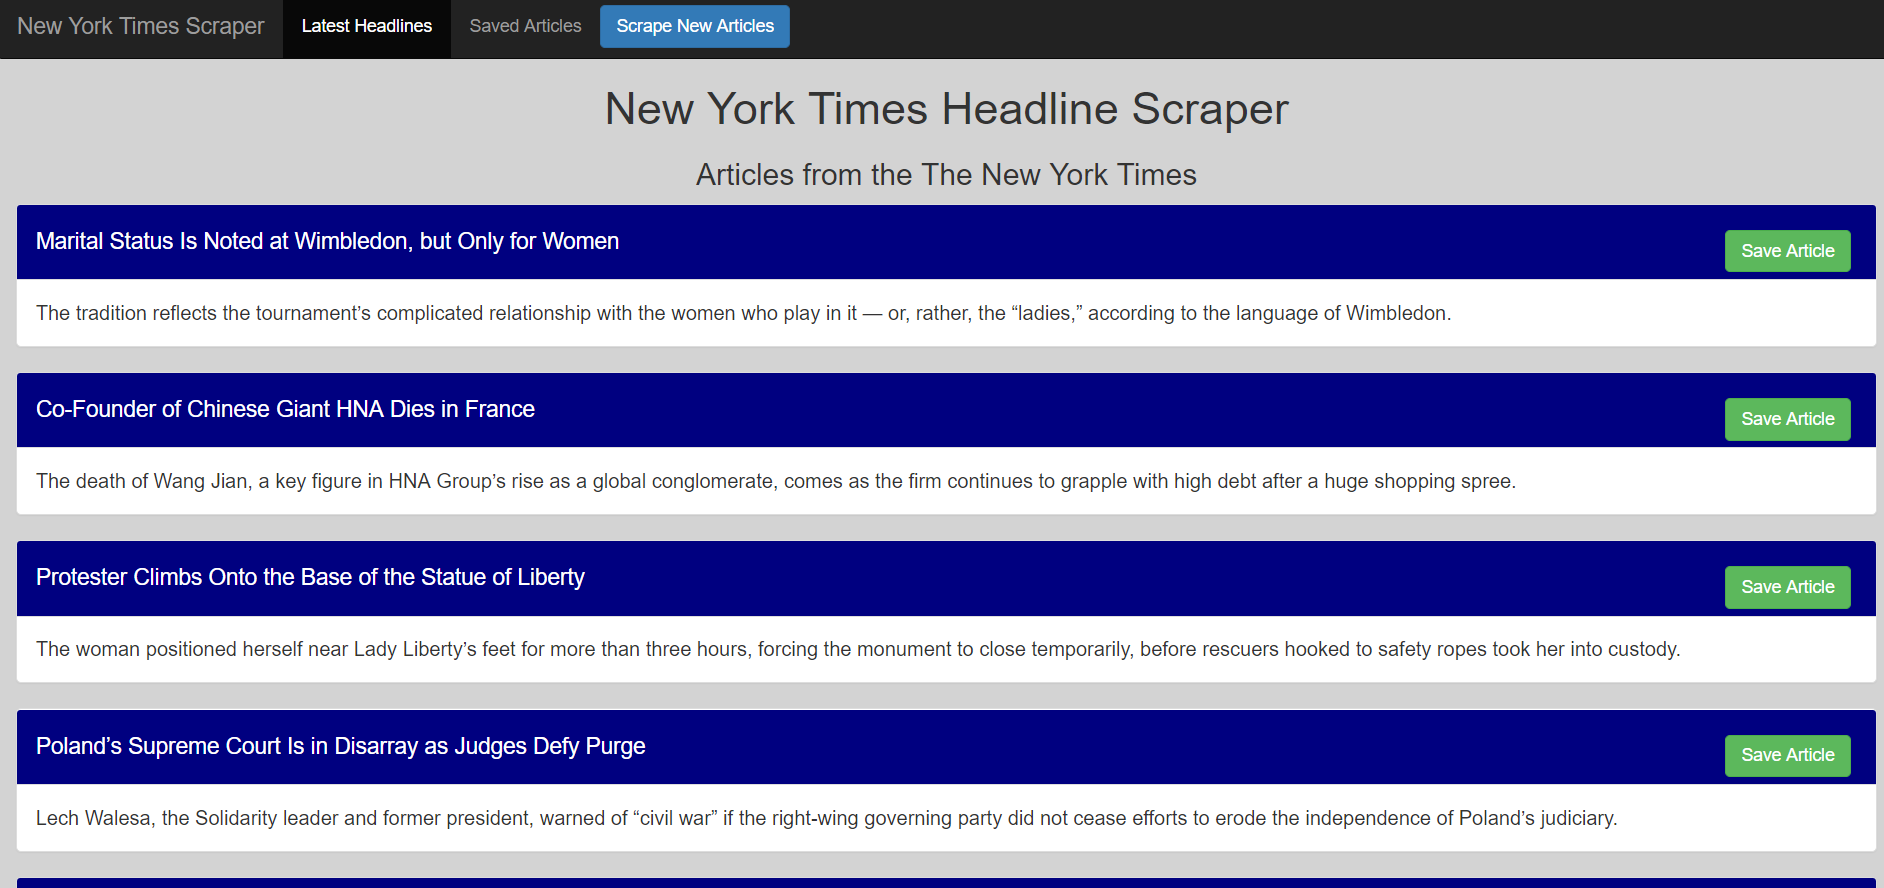 New York Times Scraper Latest Headlines Saved Articles Scrape New Articles
New York Times Headline Scraper
Articles from the The New York Times
Marital Status Is Noted at Wimbledon, but Only for Women
Save Article
The tradition reflects the tournament’s complicated relationship with the women who play in it — or, rather, the “ladies,” according to the language of Wimbledon.
Co-Founder of Chinese Giant HNA Dies in France
Save Article
The death of Wang Jian, a key figure in HNA Group’s rise as a global conglomerate, comes as the firm continues to grapple with high debt after a huge shopping spree.
Protester Climbs Onto the Base of the Statue of Liberty
Save Article
The woman positioned herself near Lady Liberty’s feet for more than three hours, forcing the monument to close temporarily, before rescuers hooked to safety ropes took her into custody.
Poland’s Supreme Court Is in Disarray as Judges Defy Purge
Save Article
Lech Walesa, the Solidarity leader and former president, warned of “civil war” if the right-wing governing party did not cease efforts to erode the independence of Poland’s judiciary.